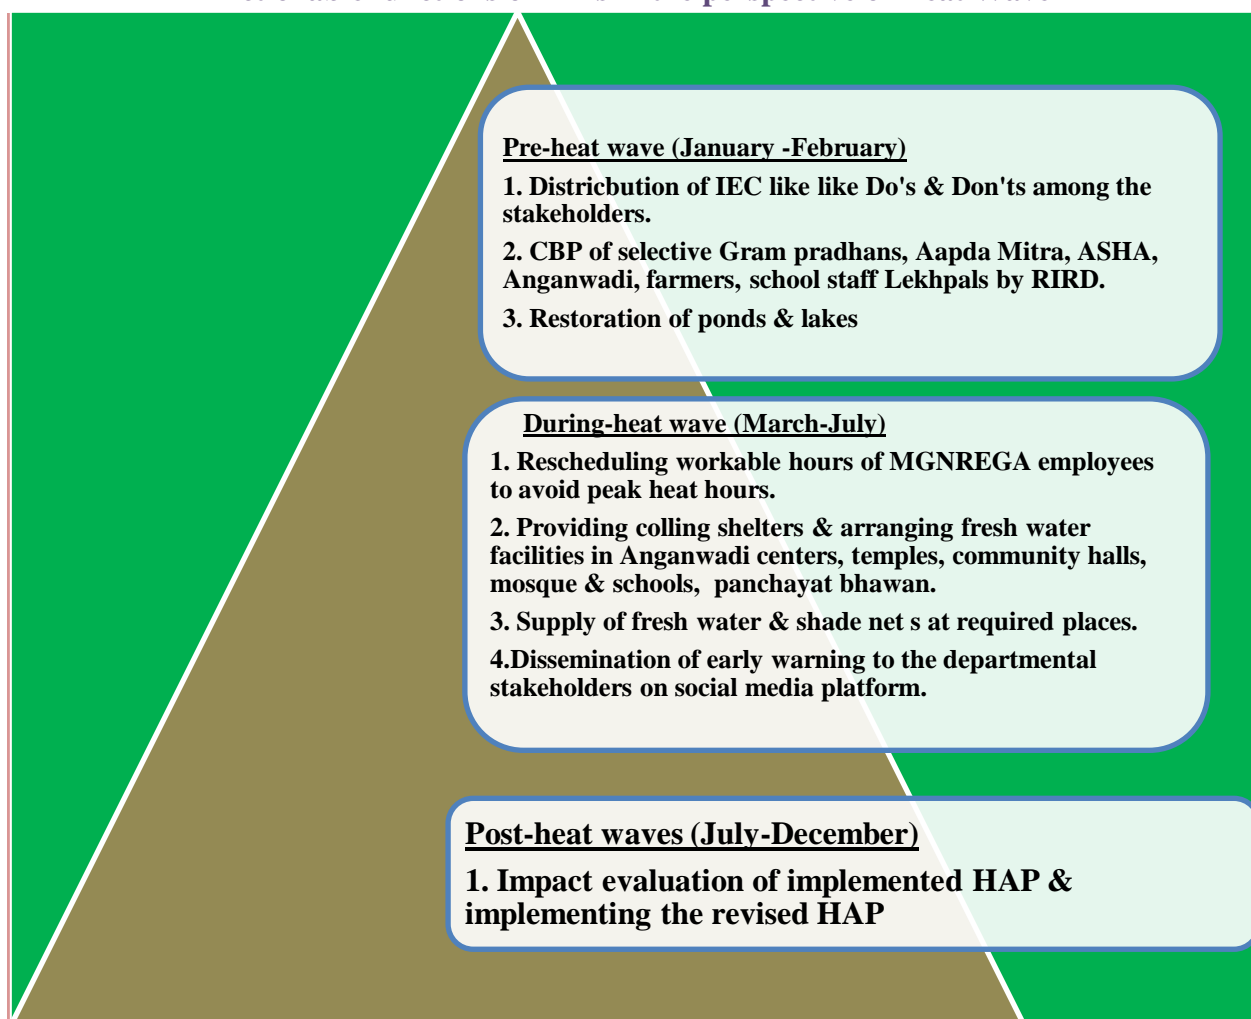 the perspective of Heat Wave
Pre-heat wave (January -February)
1. Districbution of IEC like like Do's & Don'ts among the
stakeholders.
2. CBP of selective Gram pradhans, Aapda Mitra, ASHA,
Anganwadi, farmers, school staff Lekhpals by RIRD.
3. Restoration of ponds & lakes
During-heat wave (March-July)
1. Rescheduling workable hours of MGNREGA employees
to avoid peak heat hours.
2. Providing colling shelters & arranging fresh water
facilities in Anganwadi centers, temples, community halls,
mosque & schools, panchayat bhawan.
3. Supply of fresh water & shade net s at required places.
4.Dissemination of early warning to the departmental
stakeholders on social media platform.
Post-heat waves (July-December)
1. Impact evaluation of implemented HAP &
implementing the revised HAP